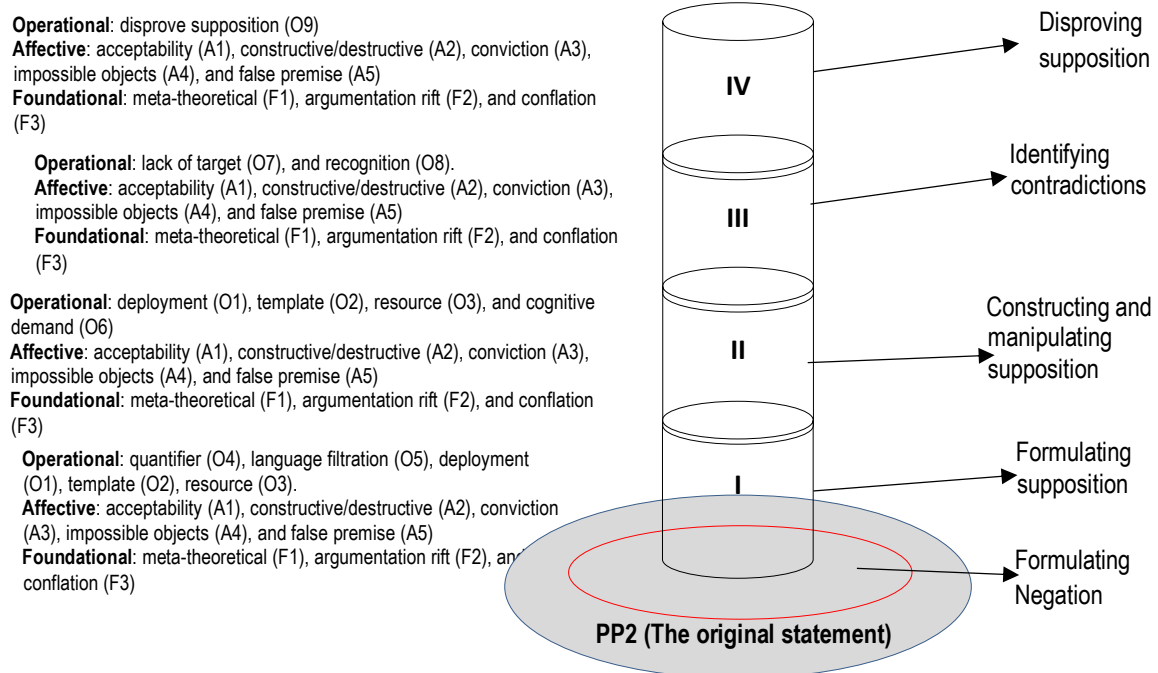 Operational: disprove supposition (O9)
Affective: acceptability (A1), constructive/destructive (A2), conviction (A3),
impossible objects (A4), and false premise (A5)
Foundational: meta-theoretical (F1), argumentation rift (F2), and conflation
(F3)
Operational: lack of target (O7), and recognition (O8).
Affective: acceptability (A1), constructive/destructive (A2), conviction (A3),
impossible objects (A4), and false premise (A5)
Foundational: meta-theoretical (F1), argumentation rift (F2), and conflation
(F3)
Operational: deployment (O1), template (O2), resource (O3), and cognitive
demand (O6)
Affective: acceptability (A1), constructive/destructive (A2), conviction (A3),
impossible objects (A4), and false premise (A5)
Foundational: meta-theoretical (F1), argumentation rift (F2), and conflation
(F3)
Operational: quantifier (O4), language filtration (O5), deployment
(O1), template (O2), resource (O3).
Affective: acceptability (A1), constructive/destructive (A2), conviction
(A3), impossible objects (A4), and false premise (A5)
Foundational: meta-theoretical (F1), argumentation rift (F2), and
conflation (F3)
IV
III
II
I
PP2 (The original statement)
Disproving
supposition
Identifying
contradictions
Constructing and
manipulating
supposition
Formulating
supposition
Formulating
Negation